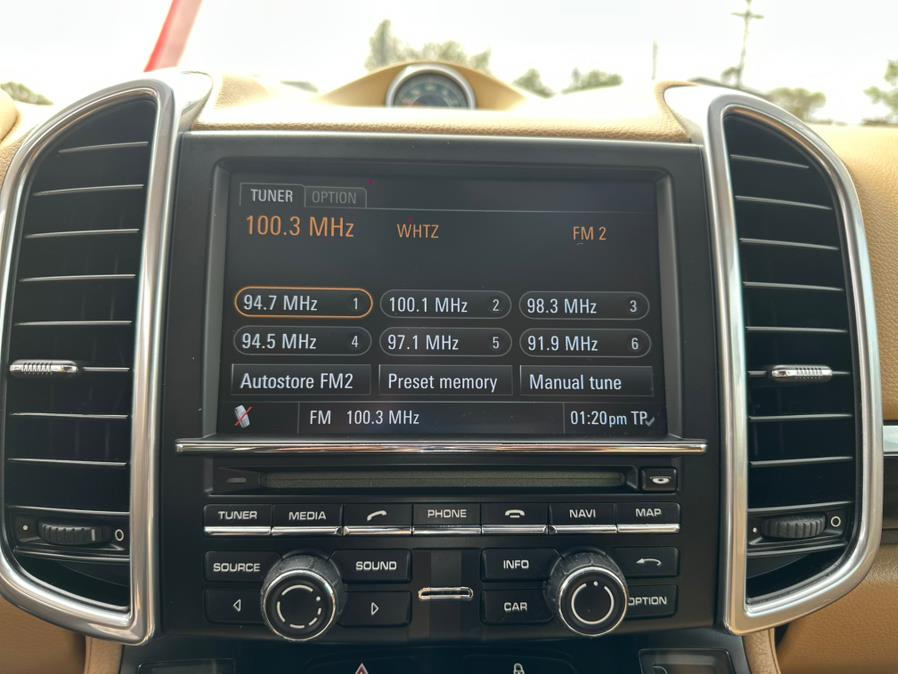 TUNER OPTION
100.3 MHz WHTZ FM 2
94.7 MHz 1 100.1 MHz 2 98.3 MHz 3
94.5 MHz 4 97.1 MHz 5 91.9 MHz 6
Autostore FM2 Preset memory Manual tune
FM 100.3 MHz 01:20pm TP
TUNER MEDIA PHONE NAVI MAP
SOURCE SOUND INFO
CAR OPTION